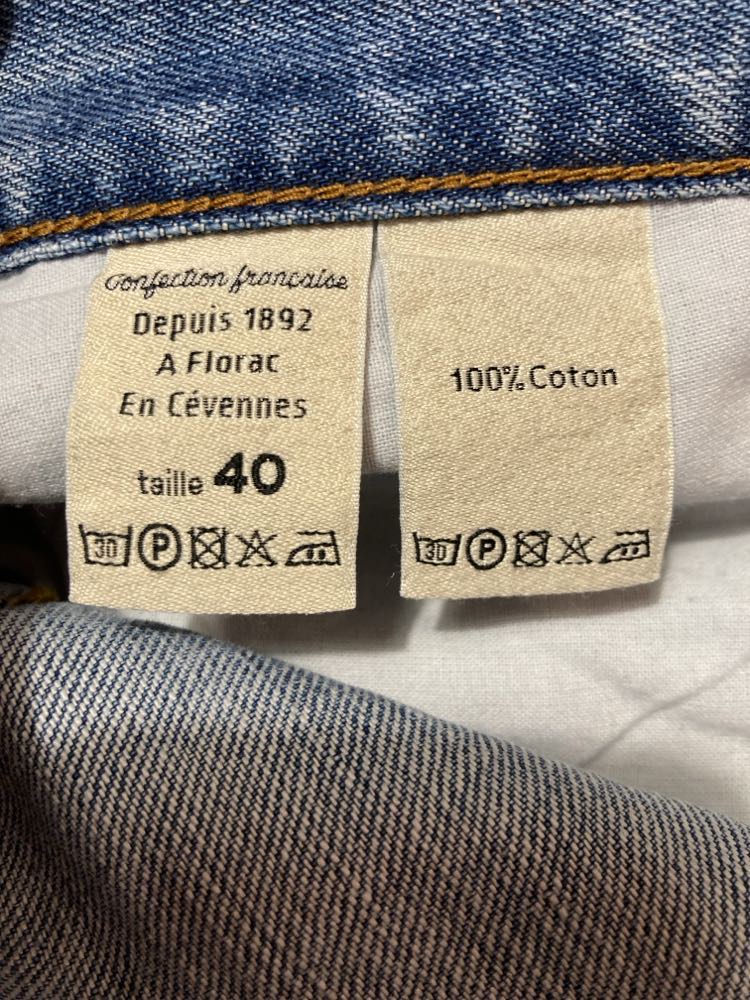 Confection française
Depuis 1892
A Florac
En Cévennes
taille 40
30 P
100% Coton
30 P